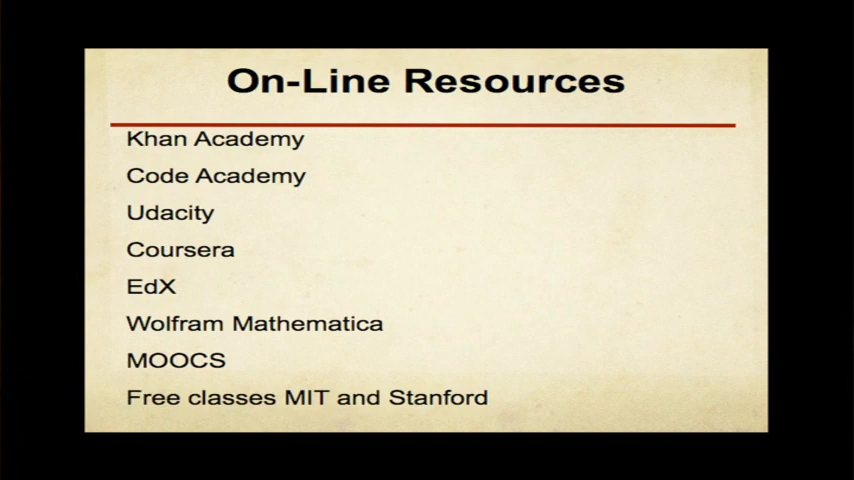 On-Line Resources
Khan Academy
Code Academy
Udacity
Coursera
EdX
Wolfram Mathematica
MOOCS
Free classes MIT and Stanford